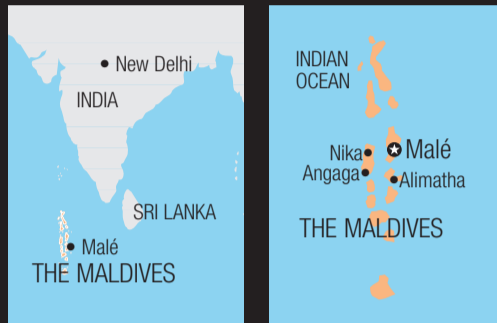 New Delhi
INDIA
SRI LANKA
Malé
THE MALDIVES
INDIAN
OCEAN
Nika
Malé
Angaga
Alimatha
THE MALDIVES